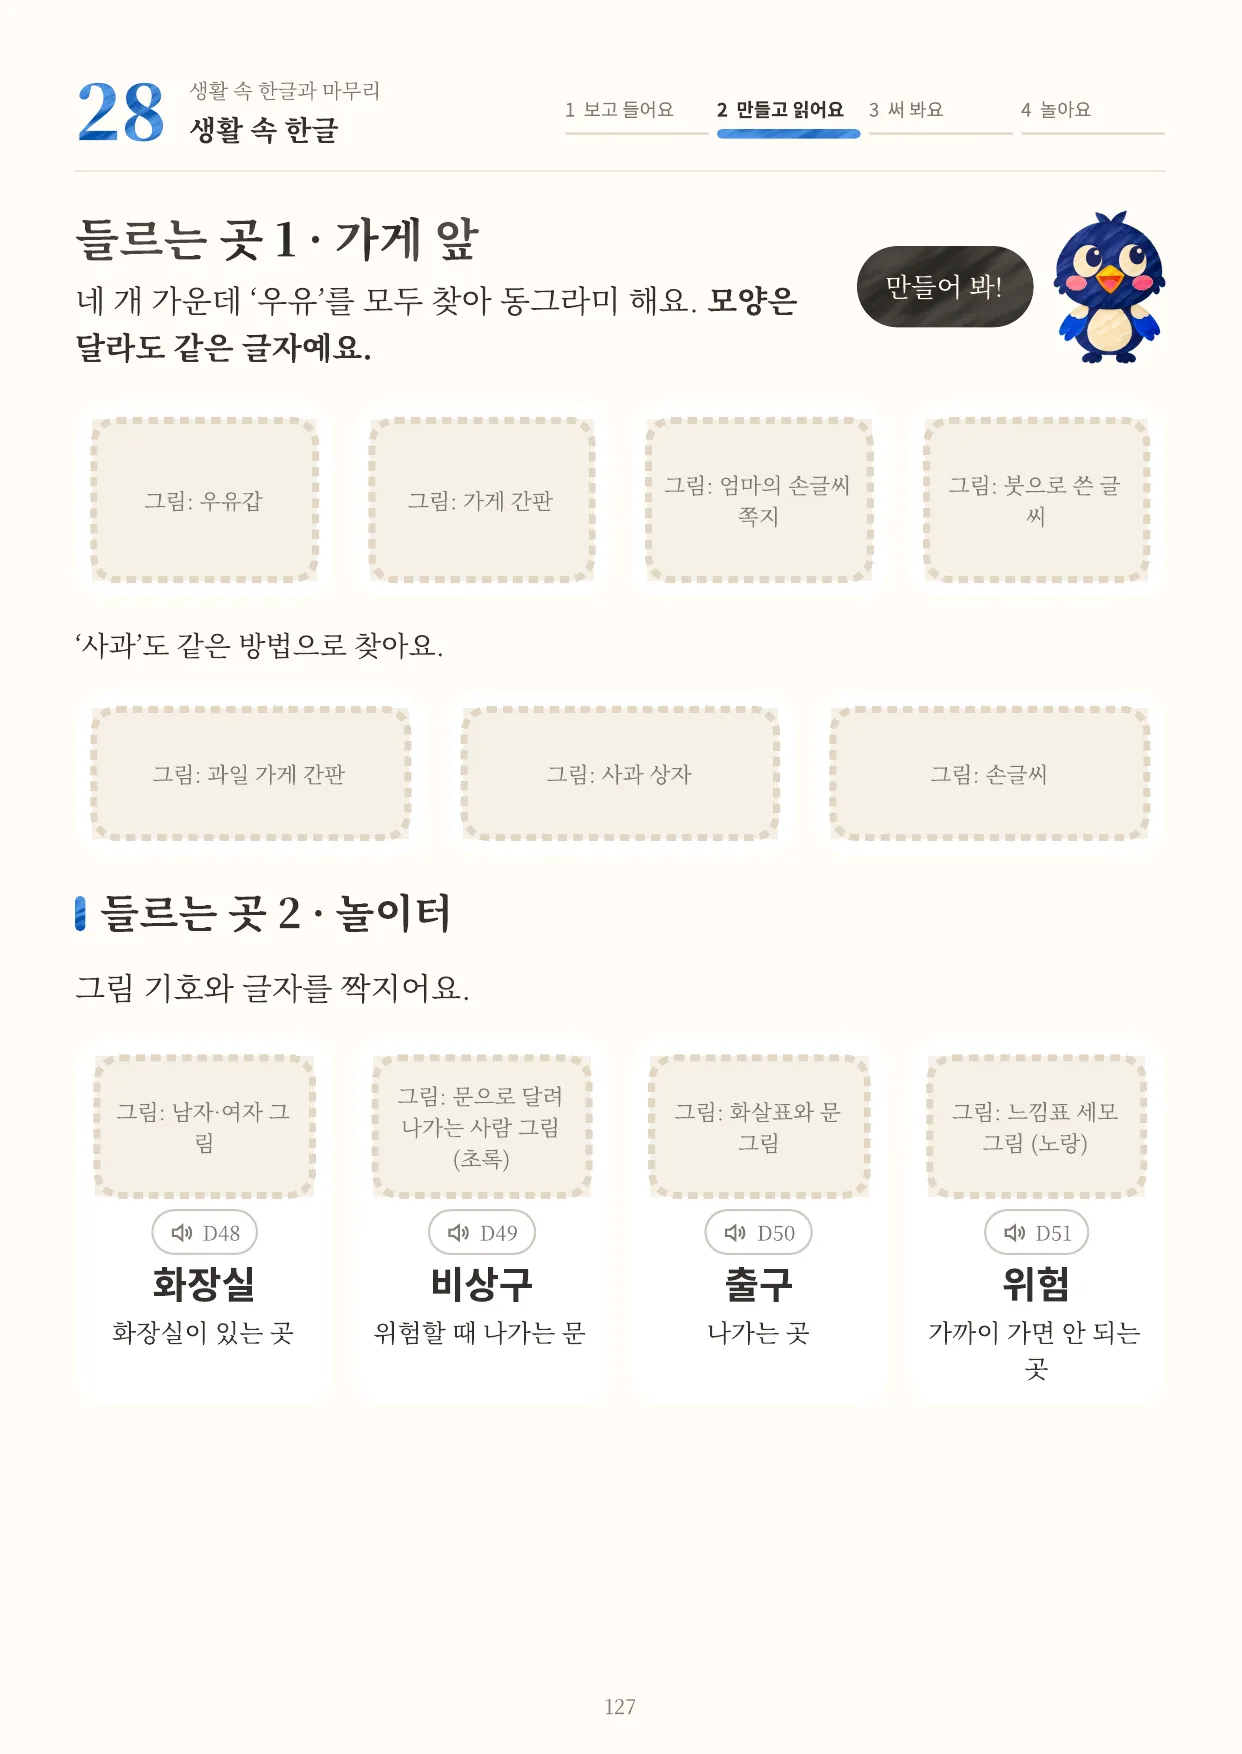 28
생활 속 한글과 마무리
생활 속 한글
1 보고 들어요
2 만들고 읽어요
3 써 봐요
4 놀아요
들르는 곳 1 · 가게 앞
네 개 가운데 ‘우유’를 모두 찾아 동그라미 해요. 모양은
달라도 같은 글자예요.
만들어 봐!
그림: 우유갑
그림: 가게 간판
그림: 엄마의 손글씨
쪽지
그림: 붓으로 쓴 글
씨
‘사과’도 같은 방법으로 찾아요.
그림: 과일 가게 간판
그림: 사과 상자
그림: 손글씨
들르는 곳 2 · 놀이터
그림 기호와 글자를 짝지어요.
그림: 남자·여자 그
림
D48
화장실
화장실이 있는 곳
그림: 문으로 달려
나가는 사람 그림
(초록)
D49
비상구
위험할 때 나가는 문
그림: 화살표와 문
그림
D50
출구
나가는 곳
그림: 느낌표 세모
그림 (노랑)
D51
위험
가까이 가면 안 되는
곳
127